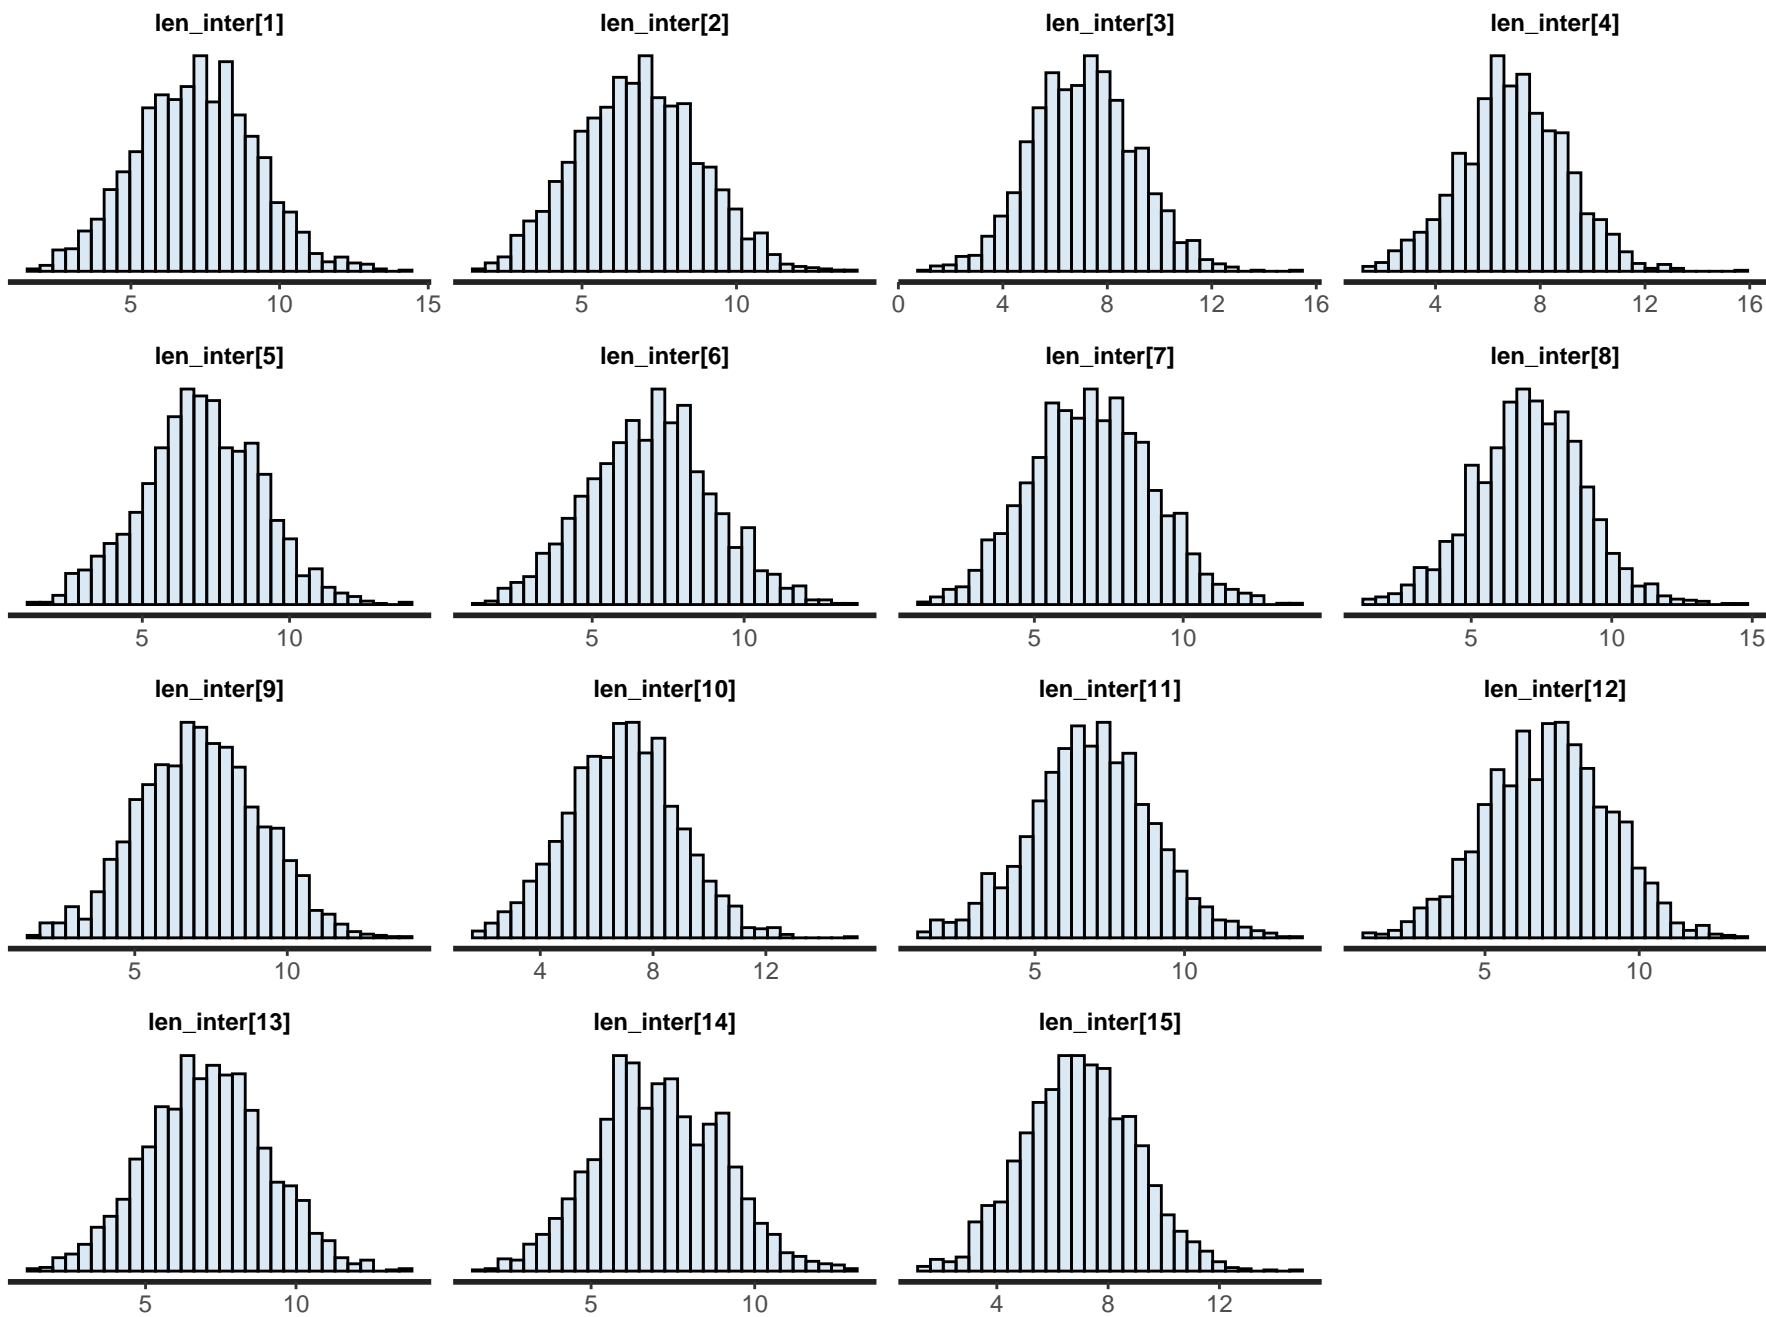 len_inter[1] len_inter[2] len_inter[3] len_inter[4]
5 10 15 5 10 0 4 8 12 16 4 8 12 16
len_inter[5] len_inter[6] len_inter[7] len_inter[8]
5 10 5 10 5 10 5 10 15
len_inter[9] len_inter[10] len_inter[11] len_inter[12]
5 10 4 8 12 5 10 5 10
len_inter[13] len_inter[14] len_inter[15]
5 10 5 10 4 8 12